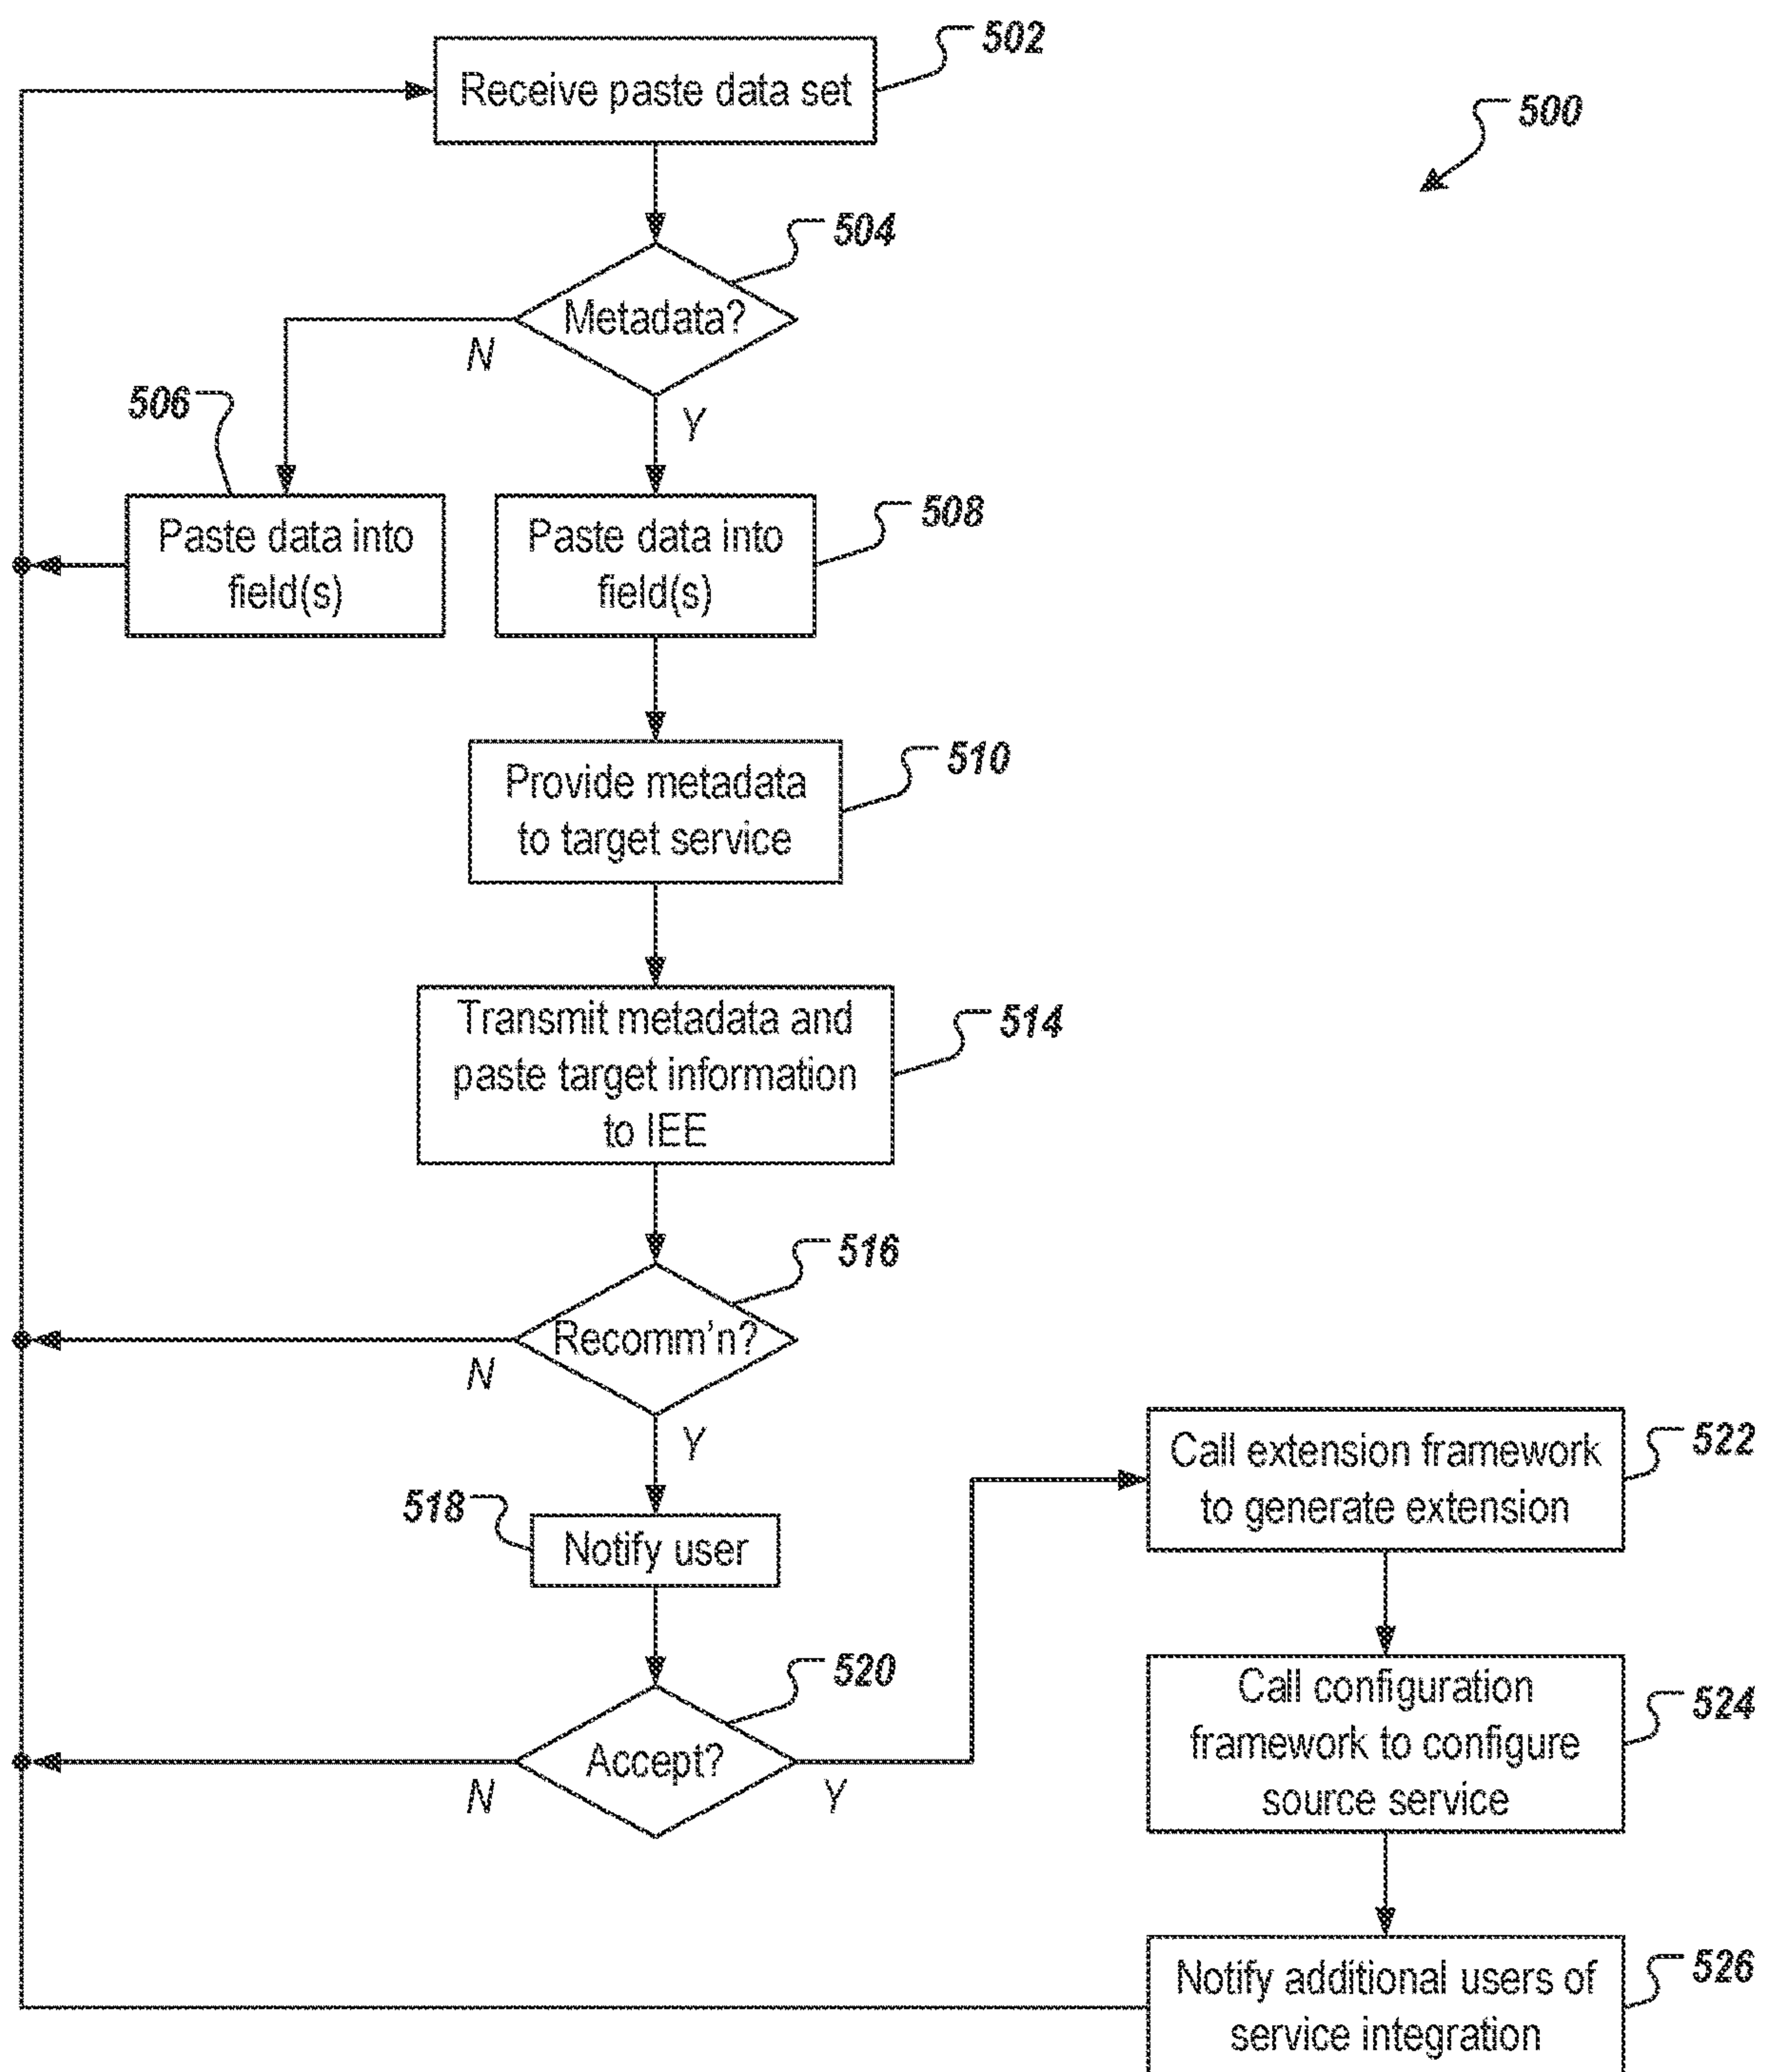 502
Receive paste data set
500
504
Metadata?
N
Y
506
Paste data into
field(s)
508
Paste data into
field(s)
510
Provide metadata
to target service
514
Transmit metadata and
paste target information
to IEE
516
Recomm'n?
N
Y
518
Notify user
520
Accept?
N
Y
522
Call extension framework
to generate extension
524
Call configuration
framework to configure
source service
526
Notify additional users of
service integration